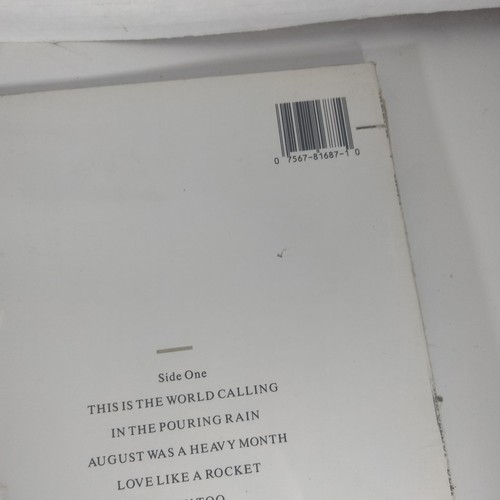 0 7567-81687-1 0
Side One
THIS IS THE WORLD CALLING
IN THE POURING RAIN
AUGUST WAS A HEAVY MONTH
LOVE LIKE A ROCKET
TOO